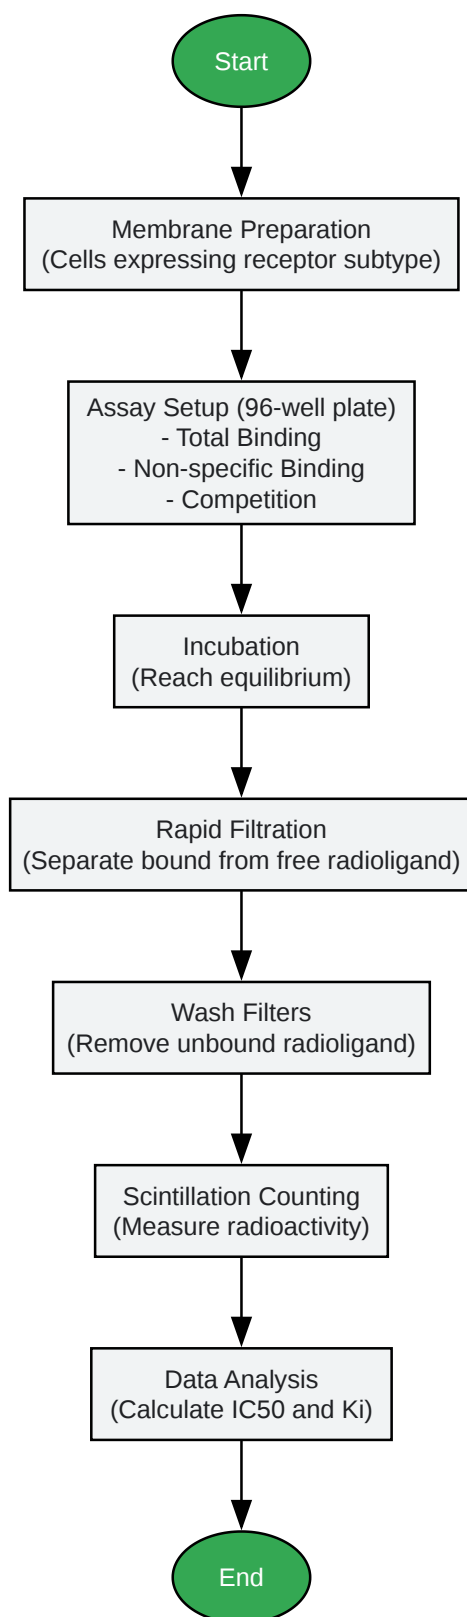 Start
Membrane Preparation
(Cells expressing receptor subtype)
Assay Setup (96-well plate)
- Total Binding
- Non-specific Binding
- Competition
Incubation
(Reach equilibrium)
Rapid Filtration
(Separate bound from free radioligand)
Wash Filters
(Remove unbound radioligand)
Scintillation Counting
(Measure radioactivity)
Data Analysis
(Calculate IC50 and Ki)
End